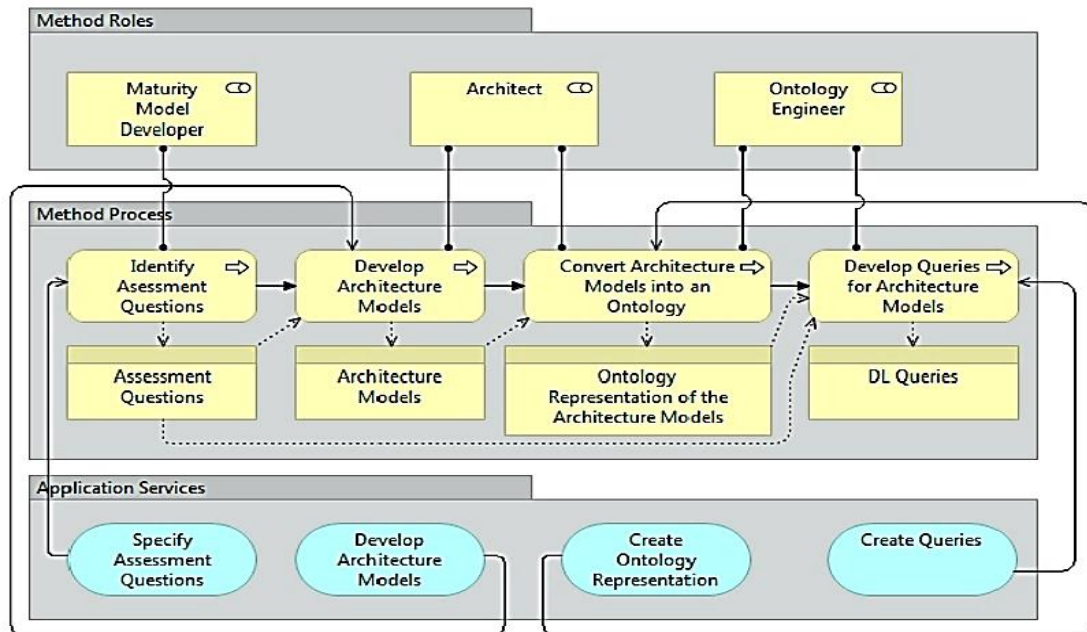 Method Roles
Maturity
Model
Developer
Architect
Ontology
Engineer
Method Process
Identify
Asessment
Questions
Develop
Architecture
Models
Convert Architecture
Models into an
Ontology
Develop Queries
for Architecture
Models
Assessment
Questions
Architecture
Models
Ontology
Representation of the
Architecture Models
DL Queries
Application Services
Specify
Assessment
Questions
Develop
Architecture
Models
Create
Ontology
Representation
Create Queries